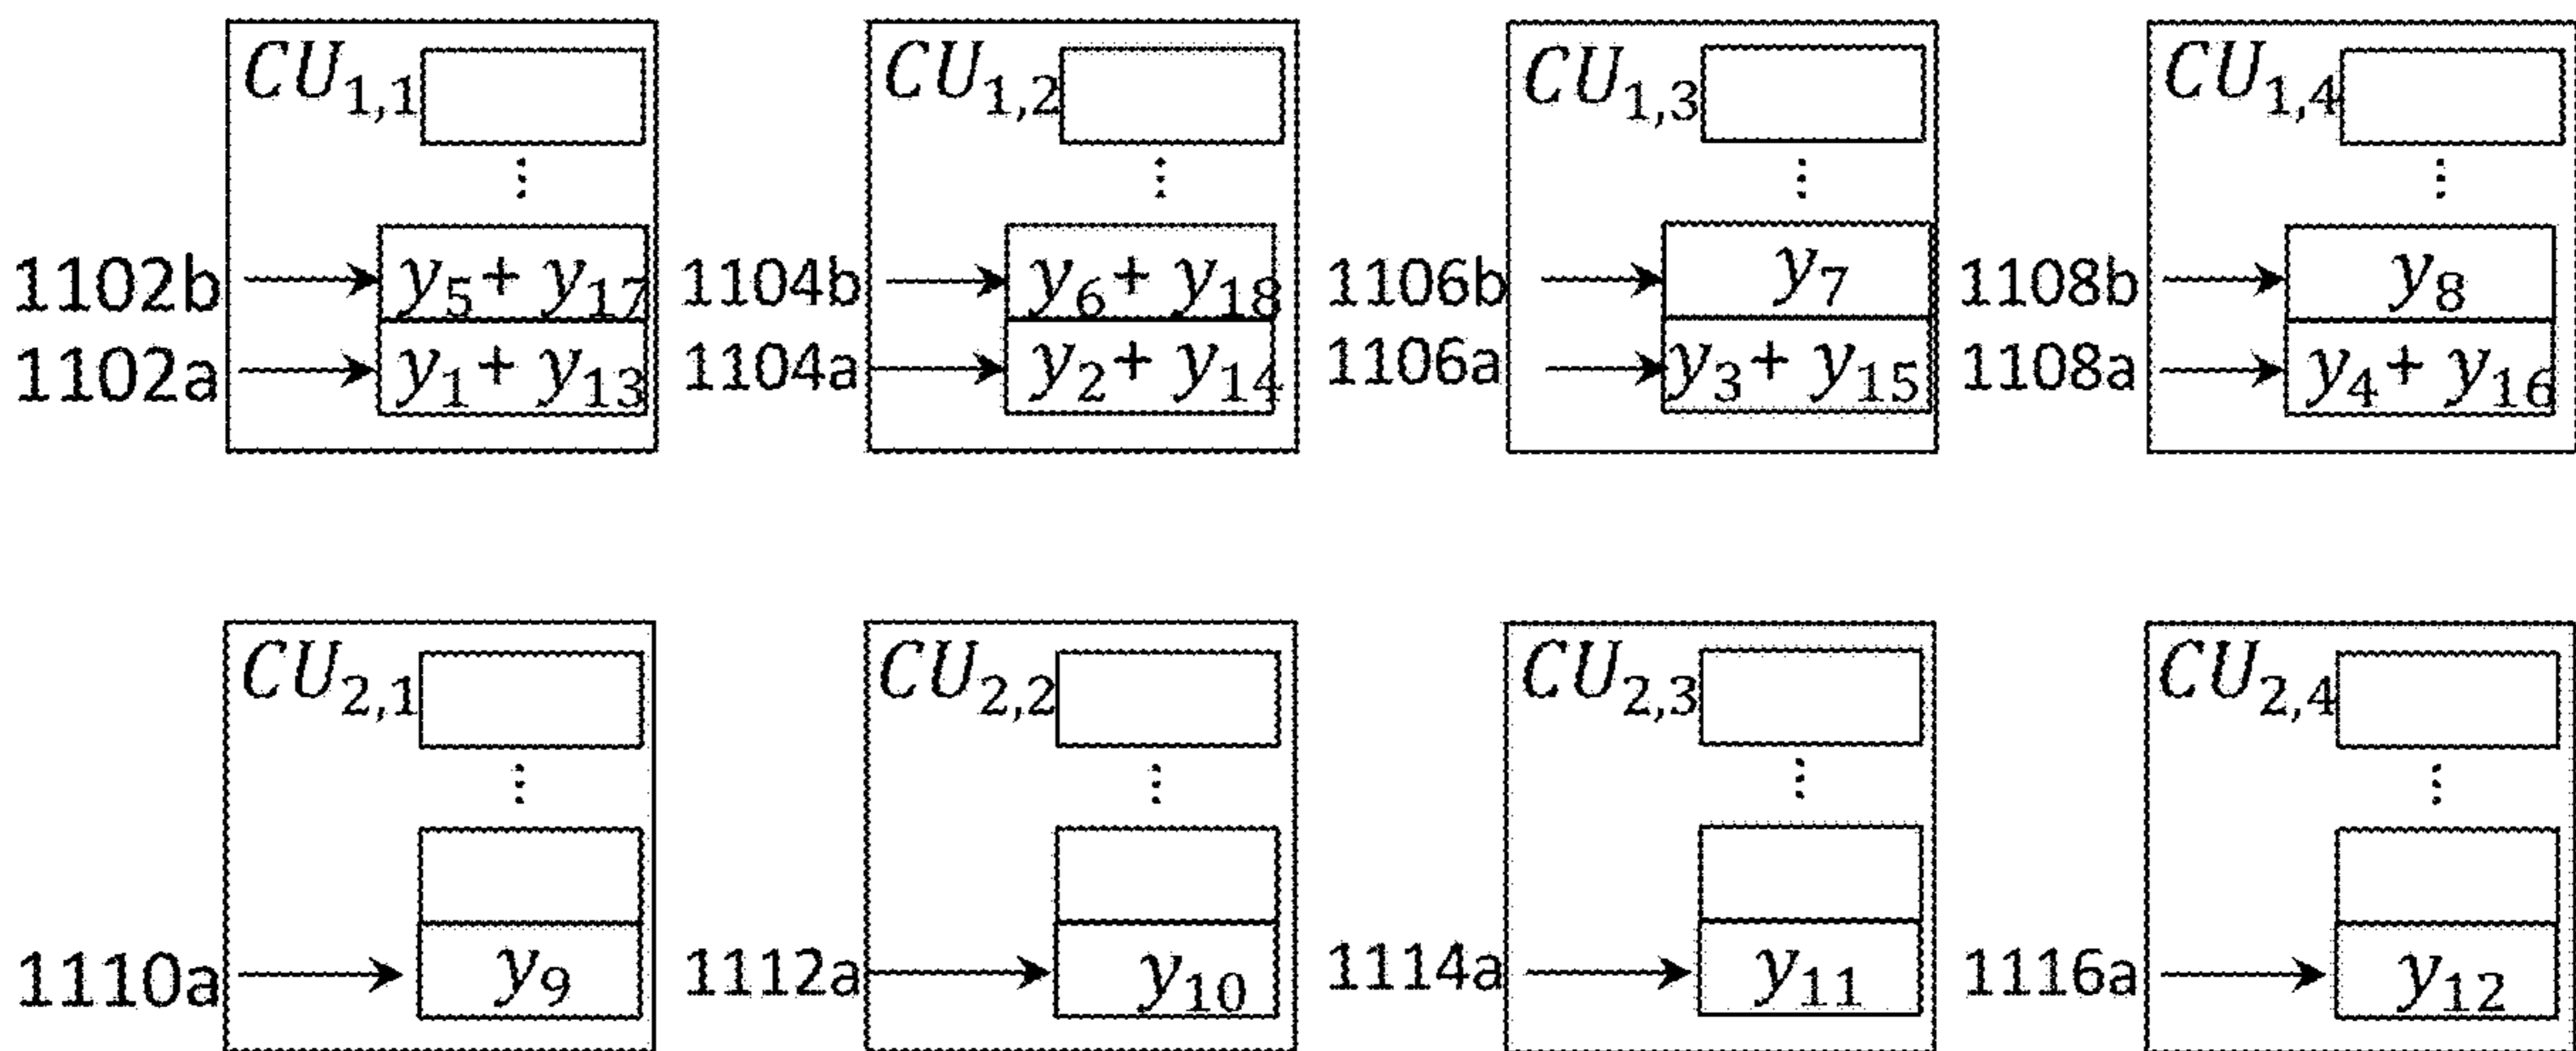 CU1,1 CU1,2 CU1,3 CU1,4
⋮ ⋮ ⋮ ⋮
1102b y5 + y17 1104b y6 + y18 1106b y7 1108b y8
1102a y1 + y13 1104a y2 + y14 1106a y3 + y15 1108a y4 + y16
CU2,1 CU2,2 CU2,3 CU2,4
⋮ ⋮ ⋮ ⋮
1110a y9 1112a y10 1114a y11 1116a y12